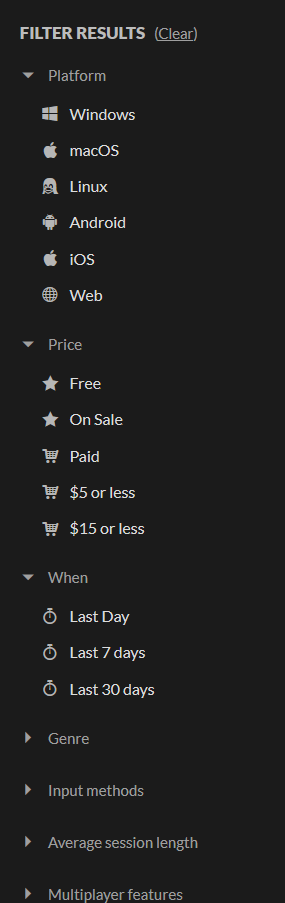 FILTER RESULTS (Clear)
Platform
Windows
macOS
Linux
Android
iOS
Web
Price
Free
On Sale
Paid
$5 or less
$15 or less
When
Last Day
Last 7 days
Last 30 days
Genre
Input methods
Average session length
Multiplayer features